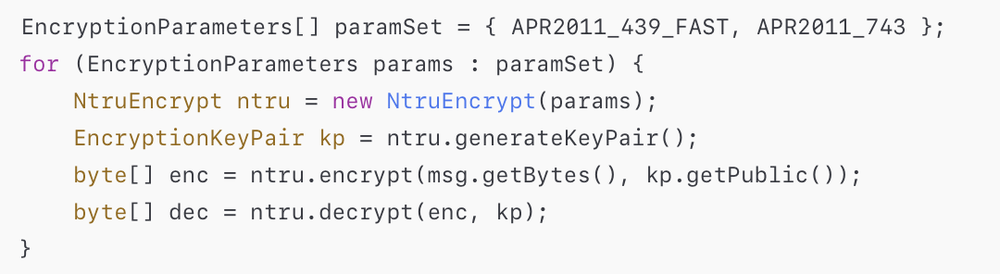 EncryptionParameters[] paramSet = { APR2011_439_FAST, APR2011_743 };
for (EncryptionParameters params : paramSet) {
    NtruEncrypt ntru = new NtruEncrypt(params);
    EncryptionKeyPair kp = ntru.generateKeyPair();
    byte[] enc = ntru.encrypt(msg.getBytes(), kp.getPublic());
    byte[] dec = ntru.decrypt(enc, kp);
}